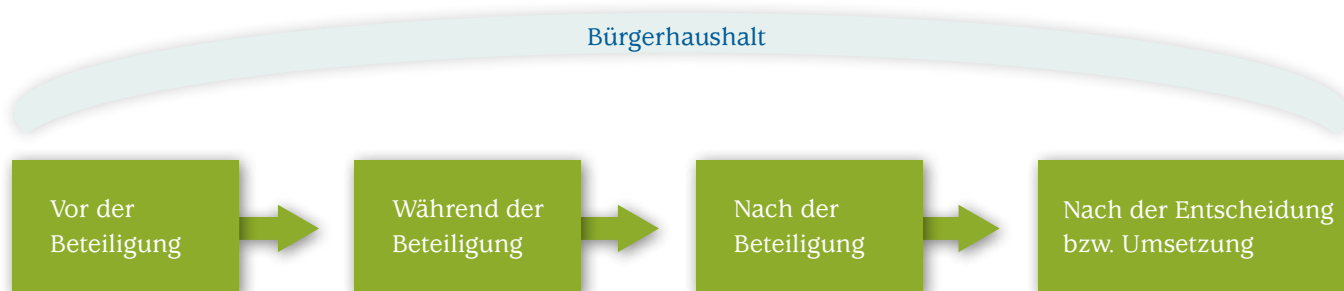 Bürgerhaushalt
Vor der
Beteiligung
Während der
Beteiligung
Nach der
Beteiligung
Nach der Entscheidung
bzw. Umsetzung